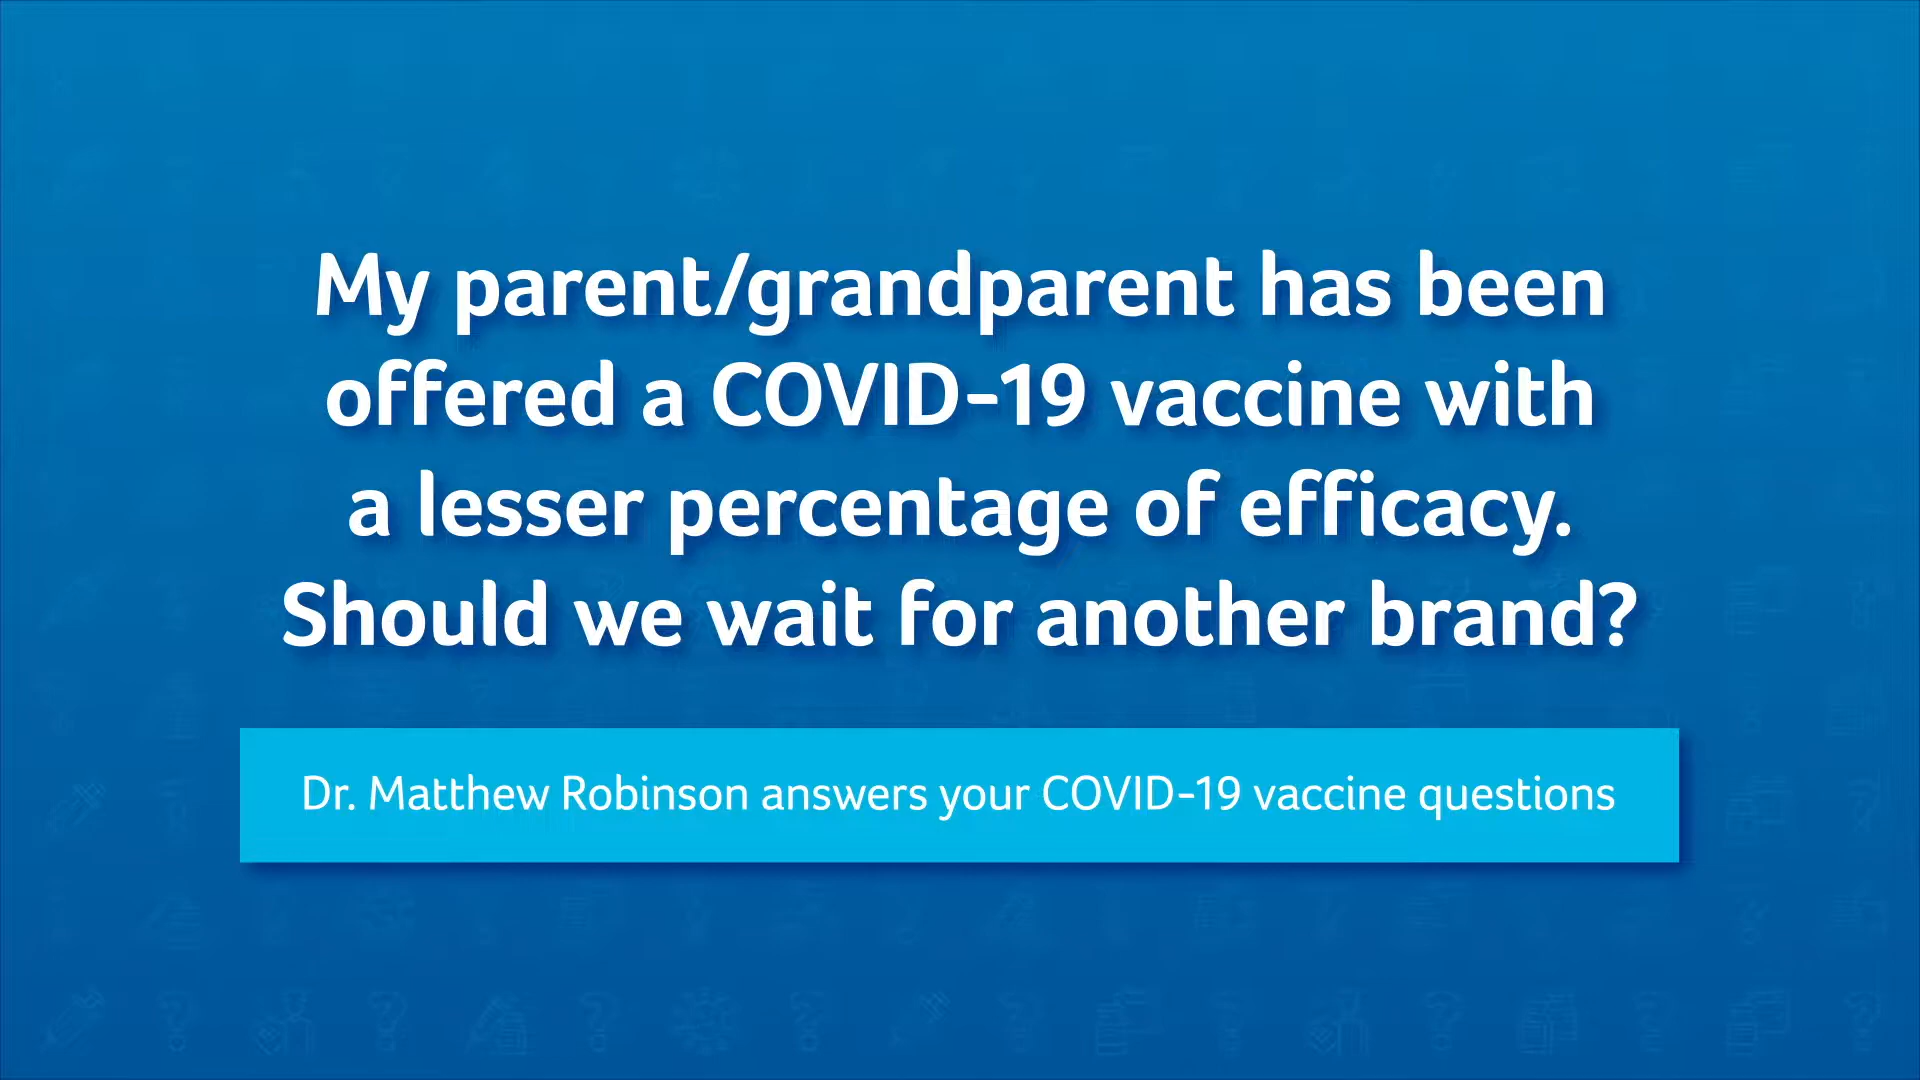 My parent/grandparent has been
offered a COVID-19 vaccine with
a lesser percentage of efficacy.
Should we wait for another brand?
Dr. Matthew Robinson answers your COVID-19 vaccine questions